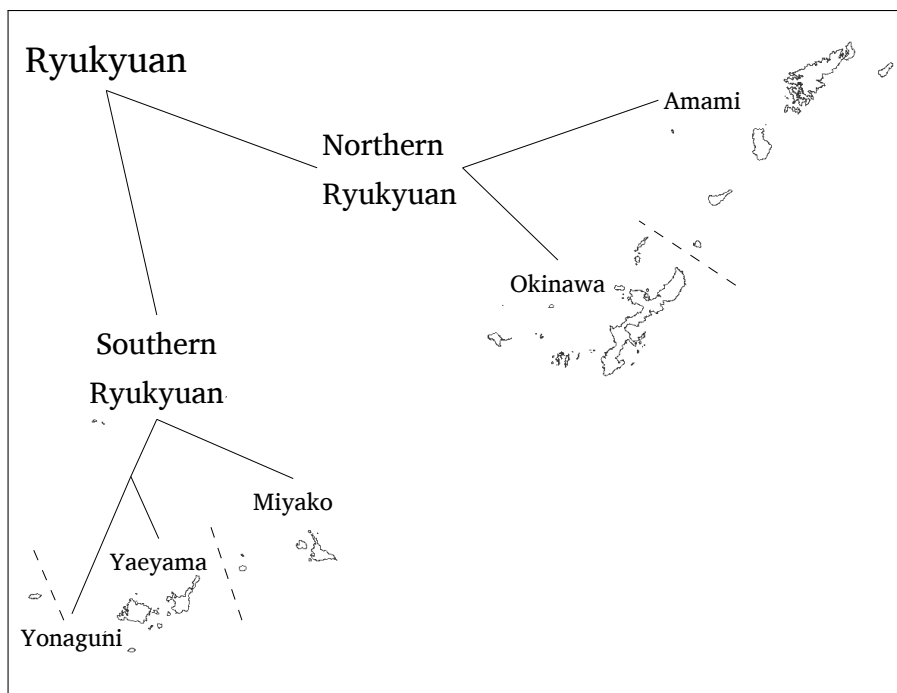 Ryukyuan
Amami
Northern
Ryukyuan
Okinawa
Southern
Ryukyuan
Miyako
Yaeyama
Yonaguni